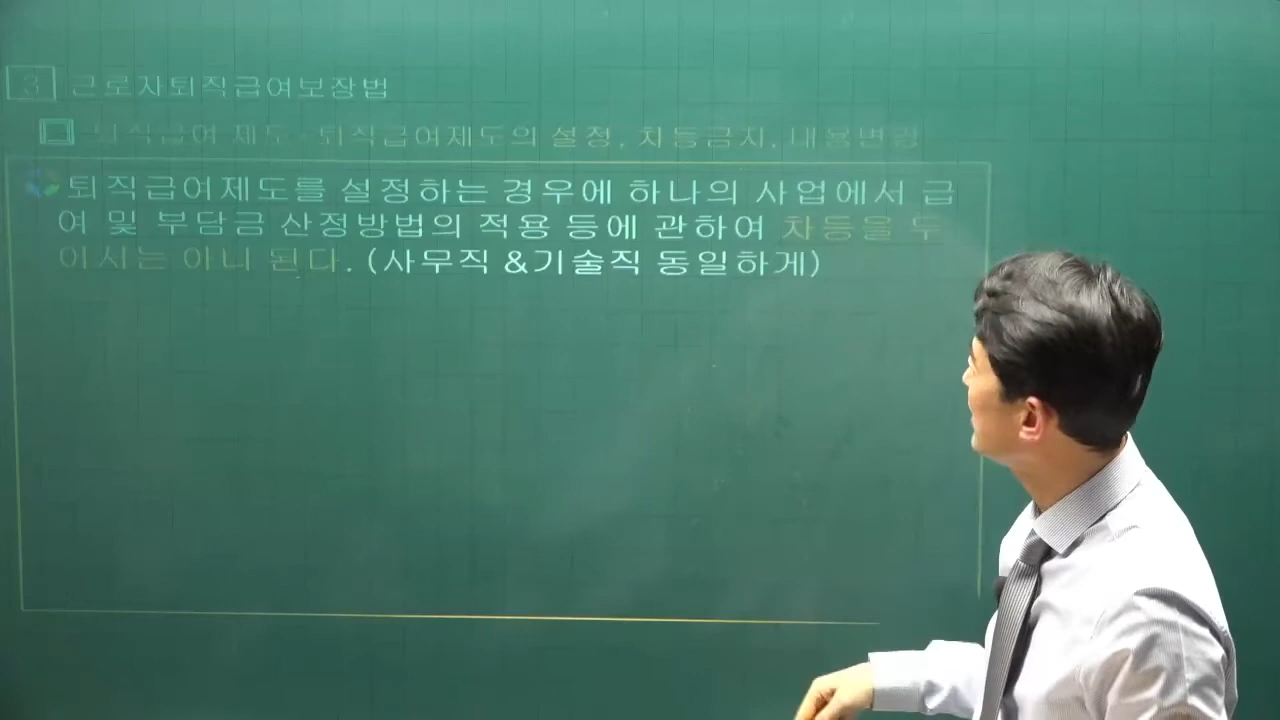 3 근로자퇴직급여보장법
퇴직급여 제도- 퇴직급여제도의 설정, 차등금지, 내용변경
퇴직급여제도를 설정하는 경우에 하나의 사업에서 급
여 및 부담금 산정방법의 적용 등에 관하여 차등을 두
어서는 아니 된다. (사무직 &기술직 동일하게)